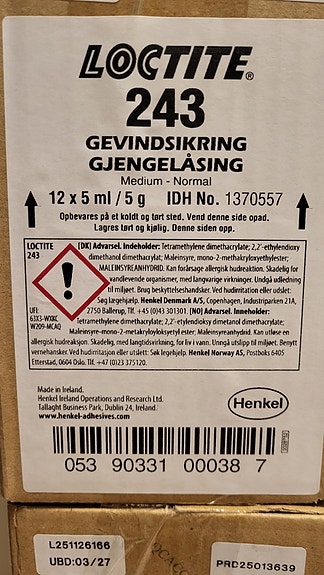 LOCTITE®
243
GEVINDSIKRING
GJENGELÅSING
Medium - Normal
12 x 5 ml / 5 g IDH No. 1370557
Opbevares på et koldt og tørt sted. Vend denne side opad.
Lagres tørt og kjølig. Denne siden opp.
LOCTITE
243
UFI:
63X3-W0XK-
W209-MCAQ
[DK] Advarsel. Indeholder: Tetramethylene dimethacrylate; 2,2'-ethylendioxy
dimethanol dimethacrylat; Maleinsyre, mono-2-metakryloyloxyethylester;
MALEINSYREANHYDRID. Kan forårsage allergisk hudreaktion. Skadelig for
vandlevende organismer, med langvarige virkninger. Undgå udledning
til miljøet. Brug beskyttelseshandsker. Ved hudirritation eller udslet:
Søg lægehjælp. Henkel Denmark A/S, Copenhagen, Industriparken 21A,
2750 Ballerup, Tlf. +45 (0)43 301301. [NO] Advarsel. Inneholder:
Tetramethylene dimethacrylate; 2,2'-etylendioksy dimetanol dimetacrylat;
Maleinsyre-mono-2-metakryloyloksyetyl ester; Maleinsyreanhydrid. Kan utløse en
allergisk hudreaksjon. Skadelig, med langtidsvirkning, for liv i vann. Unngå utslipp til miljøet. Benytt
vernehansker. Ved hudirritasjon eller utslett: Søk legehjelp. Henkel Norway AS, Postboks 6405
Etterstad, 0604 Oslo. Tlf. +47 (0)23 375120.
Made in Ireland.
Henkel Ireland Operations and Research Ltd.
Tallaght Business Park, Dublin 24, Ireland.
www.henkel-adhesives.com
Henkel
053 90331 00038 7
L251126166
UBD:03/27
PRD25013639